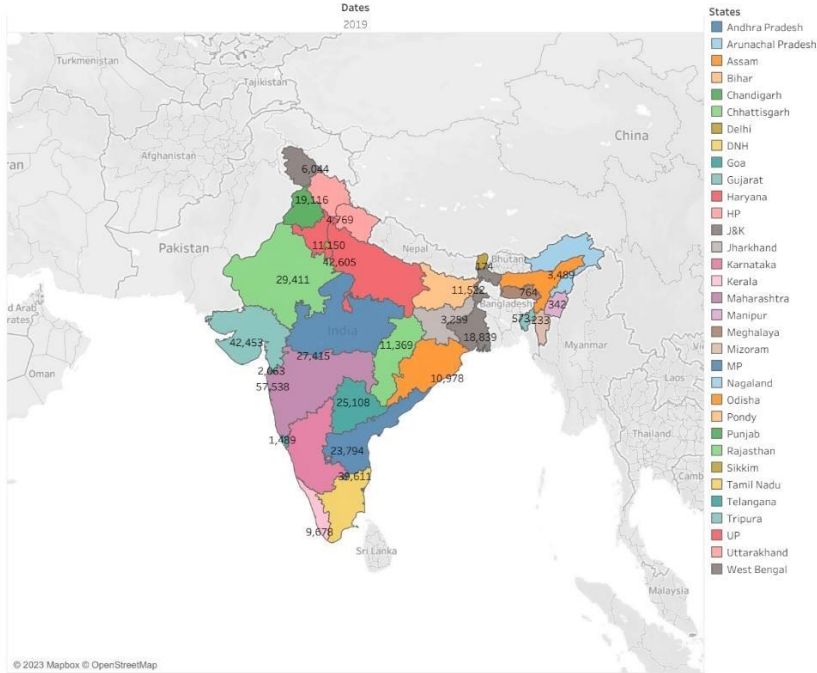 Dates
2019
States
Andhra Pradesh
Arunachal Pradesh
Assam
Bihar
Chandigarh
Chhattisgarh
Delhi
DNH
Goa
Gujarat
Haryana
HP
J&K
Jharkhand
Karnataka
Kerala
Maharashtra
Manipur
Meghalaya
Mizoram
MP
Nagaland
Odisha
Pondy
Punjab
Rajasthan
Sikkim
Tamil Nadu
Telangana
Tripura
UP
Uttarakhand
West Bengal
Turkmenistan
Tajikistan
China
Afghanistan
6,044
19,116
4,769
Pakistan
11,150
Nepal
42,605
Bhutan
174
3,489
29,411
11,522
764
Bangladesh
342
573
233
India
3,259
18,839
42,453
11,369
Myanmar
Oman
27,415
2,063
57,538
10,978
Laos
25,108
1,489
23,794
Thailand
39,611
9,678
Sri Lanka
Malaysia
© 2023 Mapbox © OpenStreetMap